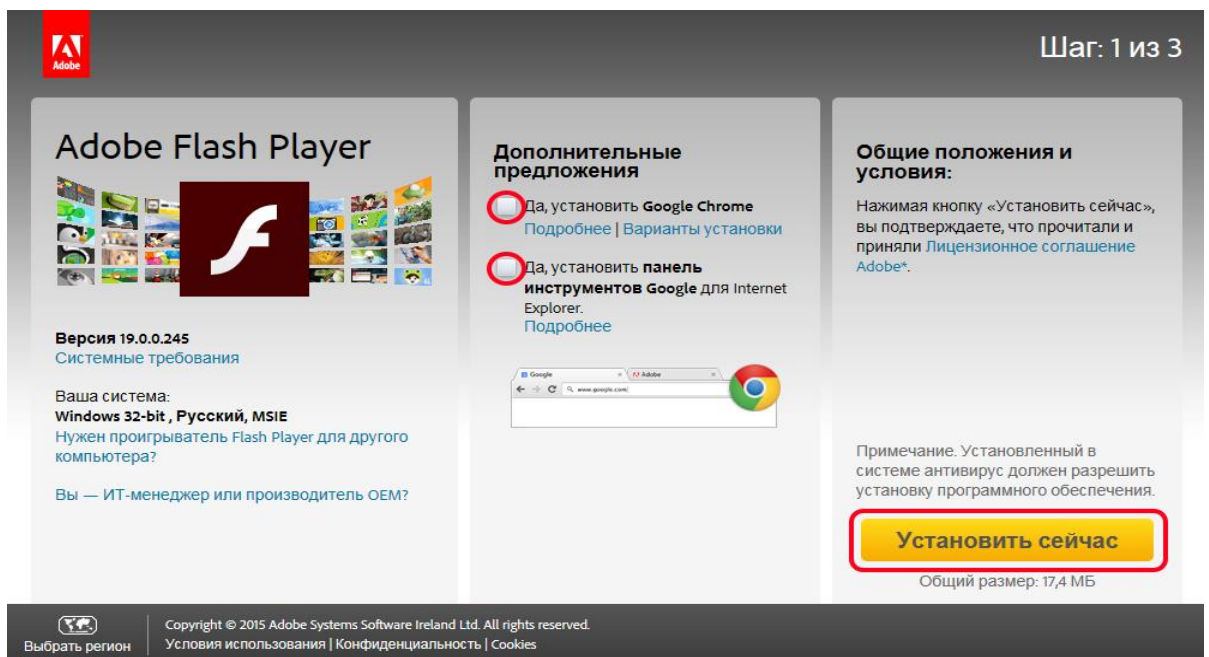 Adobe
Шаг: 1 из 3
Adobe Flash Player
Версия 19.0.0.245
Системные требования
Ваша система:
Windows 32-bit , Русский, MSIE
Нужен проигрыватель Flash Player для другого
компьютера?
Вы — ИТ-менеджер или производитель OEM?
Дополнительные
предложения
Да, установить Google Chrome
Подробнее | Варианты установки
Да, установить панель
инструментов Google для Internet
Explorer.
Подробнее
Google
Adobe
www.google.com/
Общие положения и
условия:
Нажимая кнопку «Установить сейчас»,
вы подтверждаете, что прочитали и
приняли Лицензионное соглашение
Adobe*.
Примечание. Установленный в
системе антивирус должен разрешить
установку программного обеспечения.
Установить сейчас
Общий размер: 17,4 МБ
Выбрать регион
Copyright © 2015 Adobe Systems Software Ireland Ltd. All rights reserved.
Условия использования | Конфиденциальность | Cookies